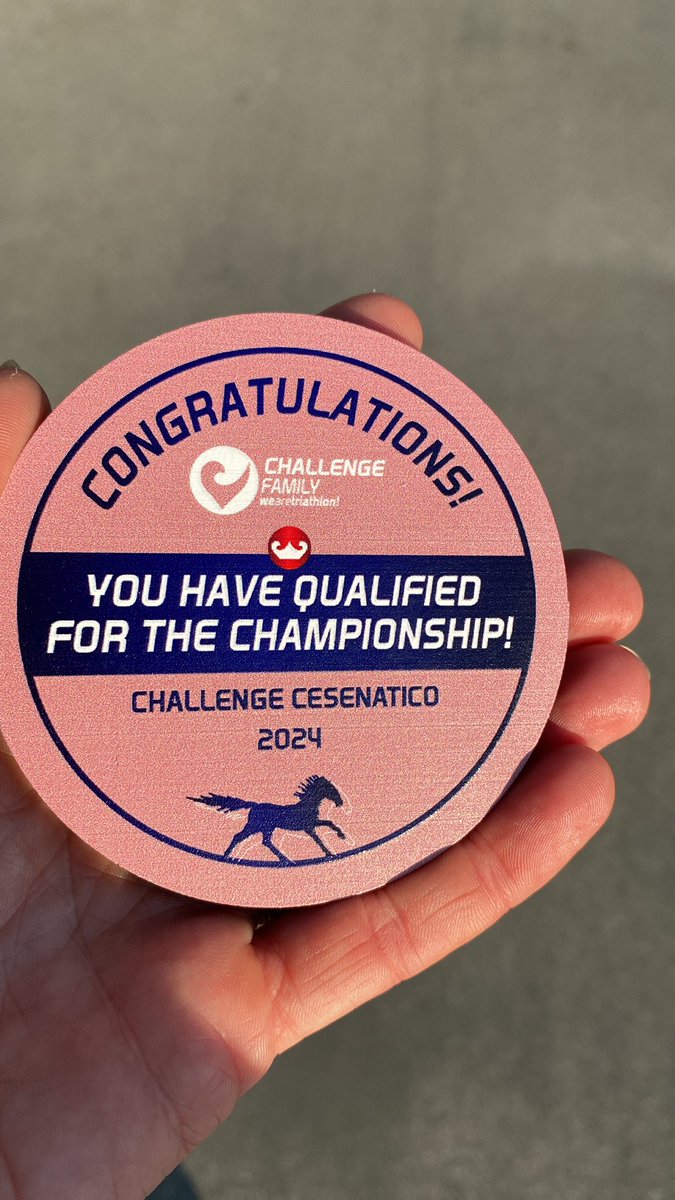 CONGRATULATIONS!
CHALLENGE
FAMILY
wearetriathlon!
YOU HAVE QUALIFIED
FOR THE CHAMPIONSHIP!
CHALLENGE CESENATICO
2024